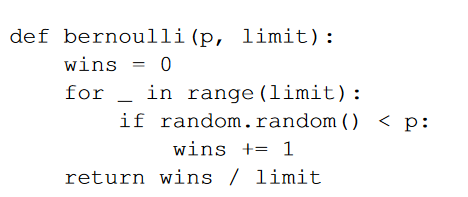 def bernoulli(p, limit):
    wins = 0
    for _ in range(limit):
        if random.random() < p:
            wins += 1
    return wins / limit